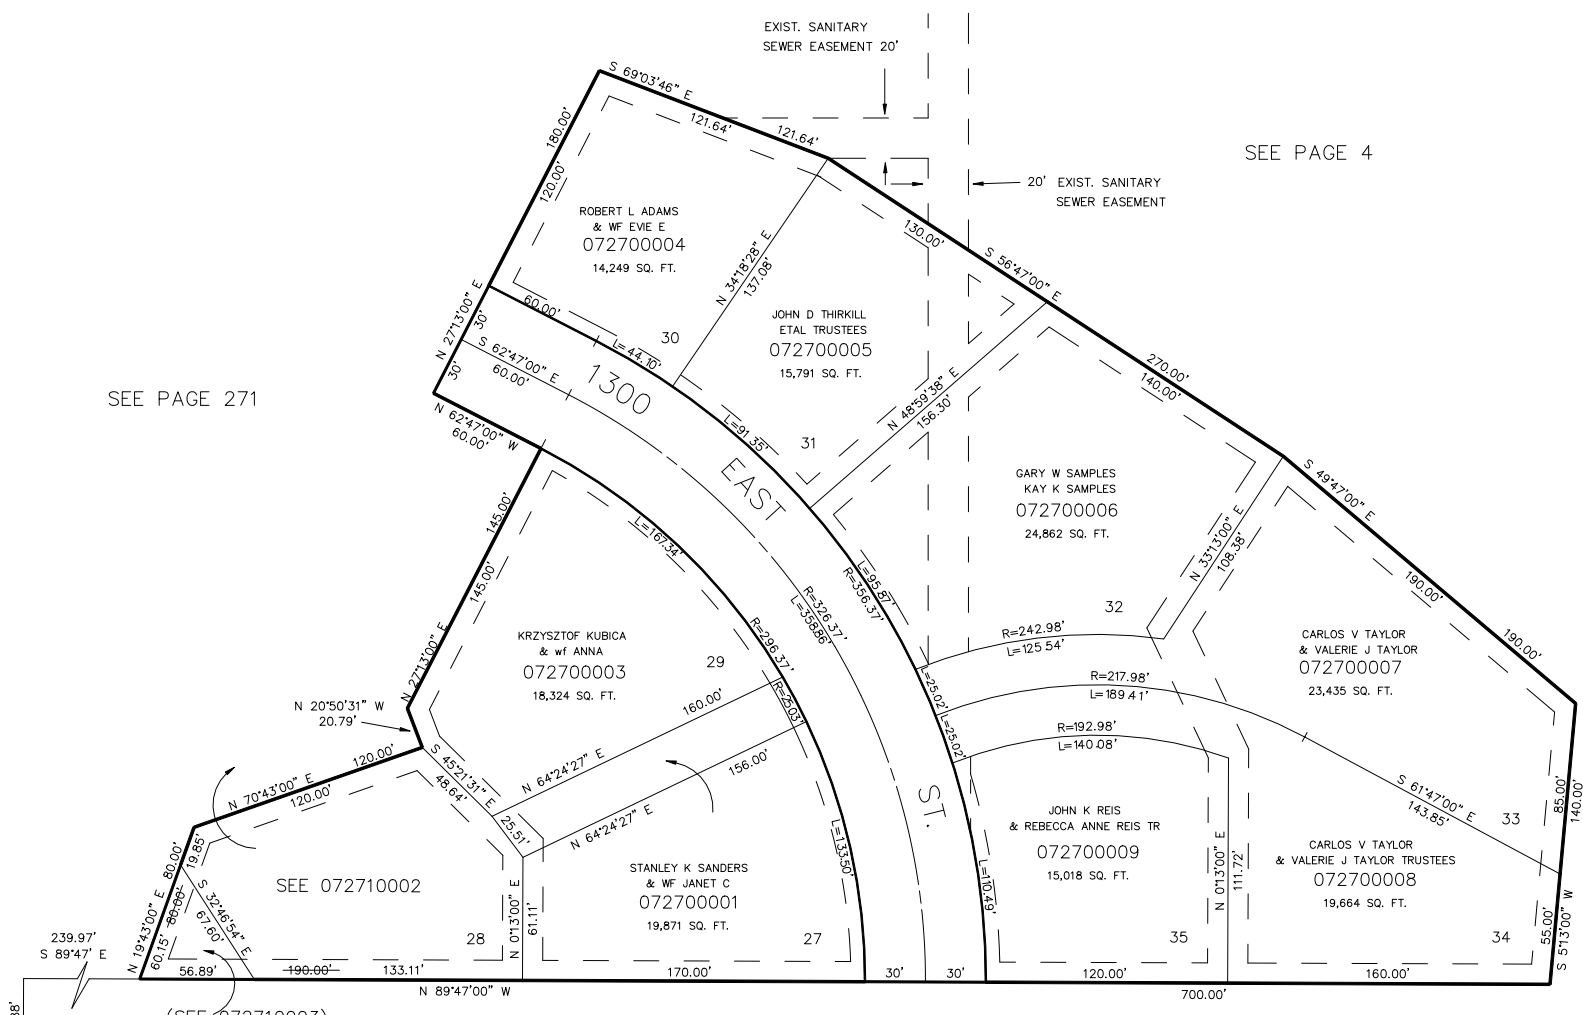 EXIST. SANITARY
SEWER EASEMENT 20'
S 69°03'46" E
121.64'
121.64'
180.00'
120.00'
SEE PAGE 4
20' EXIST. SANITARY
SEWER EASEMENT
ROBERT L ADAMS
& WF EVIE E
072700004
14,249 SQ. FT.
30
N 34°18'28" E
137.08'
130.00'
S 56°47'00" E
JOHN D THIRKILL
ETAL TRUSTEES
072700005
15,791 SQ. FT.
31
N 27°13'00" E
30'
30'
60.00'
L=44.10'
S 62°47'00" E
60.00'
1300
EAST
ST.
SEE PAGE 271
N 62°47'00" W
60.00'
L=91.35'
N 48°59'38" E
156.30'
270.00'
140.00'
GARY W SAMPLES
KAY K SAMPLES
072700006
24,862 SQ. FT.
32
S 49°47'00" E
N 33°13'00" E
108.38'
190.00'
190.00'
145.00'
145.00'
L=167.34'
L=95.87'
R=356.37'
R=326.37'
L=358.86'
R=296.37'
R=242.98'
L=125.54'
CARLOS V TAYLOR
& VALERIE J TAYLOR
072700007
23,435 SQ. FT.
33
KRZYSZTOF KUBICA
& wf ANNA
072700003
18,324 SQ. FT.
29
N 27°13'00" E
N 20°50'31" W
20.79'
160.00'
N 64°24'27" E
R=25.03'
156.00'
N 64°24'27" E
L=25.02'
L=25.02'
R=217.98'
L=189.41'
R=192.98'
L=140.08'
S 61°47'00" E
143.85'
85.00'
140.00'
120.00'
N 70°43'00" E
120.00'
S 45°21'31" E
48.64'
25.51'
19.85'
80.00'
N 19°43'00" E
80.00'
60.15'
S 32°46'54" E
67.60'
SEE 072710002
28
N 0°13'00" E
61.11'
STANLEY K SANDERS
& WF JANET C
072700001
19,871 SQ. FT.
27
L=133.50'
L=110.49'
JOHN K REIS
& REBECCA ANNE REIS TR
072700009
15,018 SQ. FT.
35
N 0°13'00" E
111.72'
CARLOS V TAYLOR
& VALERIE J TAYLOR TRUSTEES
072700008
19,664 SQ. FT.
34
55.00'
S 5°13'00" W
239.97'
S 89°47' E
56.89'
190.00'
133.11'
170.00'
30'
30'
120.00'
160.00'
N 89°47'00" W
700.00'
(SEE 072710003)